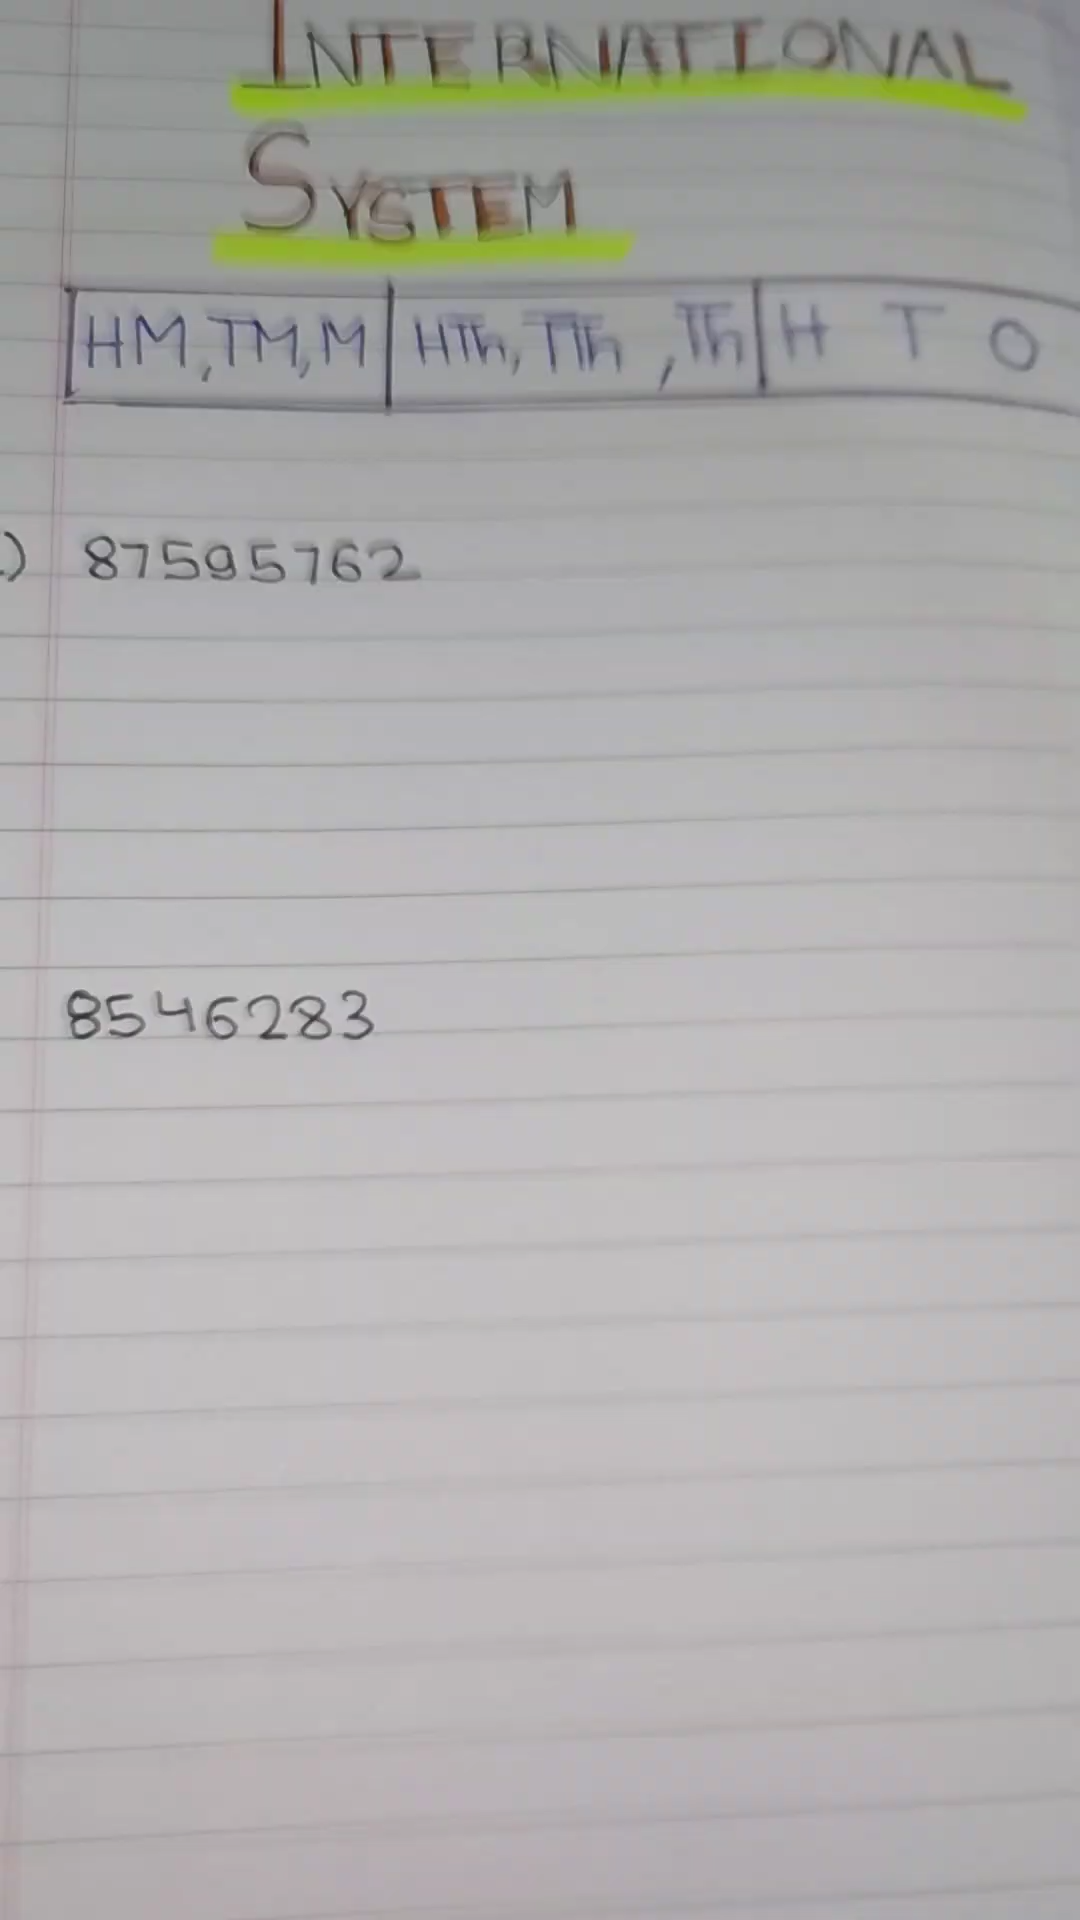 INTERNATIONAL
SYSTEM
HM, TM, M | HTh, TTh, Th | H T O
.) 87595762
8546283